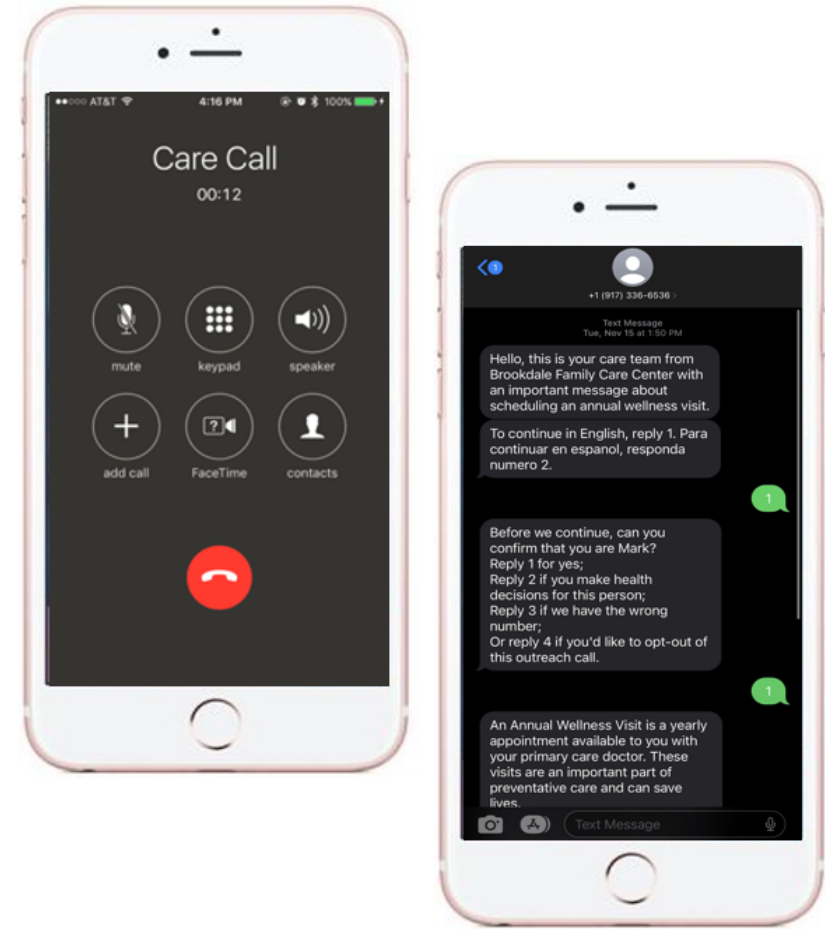 AT&T 4:16 PM 100%
Care Call
00:12
mute keypad speaker
add call FaceTime contacts
1
+1 (917) 336-6536
Text Message
Tue, Nov 15 at 1:50 PM
Hello, this is your care team from
Brookdale Family Care Center with
an important message about
scheduling an annual wellness visit.
To continue in English, reply 1. Para
continuar en espanol, responda
numero 2.
1
Before we continue, can you
confirm that you are Mark?
Reply 1 for yes;
Reply 2 if you make health
decisions for this person;
Reply 3 if we have the wrong
number;
Or reply 4 if you'd like to opt-out of
this outreach call.
1
An Annual Wellness Visit is a yearly
appointment available to you with
your primary care doctor. These
visits are an important part of
preventative care and can save
lives.
Text Message